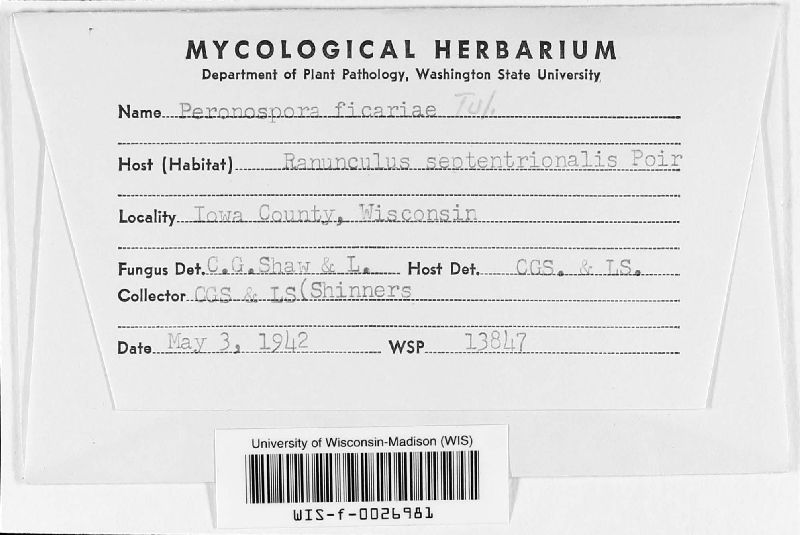 MYCOLOGICAL HERBARIUM
Department of Plant Pathology, Washington State University
Name Peronospora ficariae Tul.
Host (Habitat) Ranunculus septentrionalis Poir
Locality Iowa County, Wisconsin
Fungus Det. C.G.Shaw & L. Host Det. CGS. & LS.
Collector CGS & LS(Shinners
Date May 3, 1942 WSP 13847
University of Wisconsin-Madison (WIS)
WIS-f-0026981